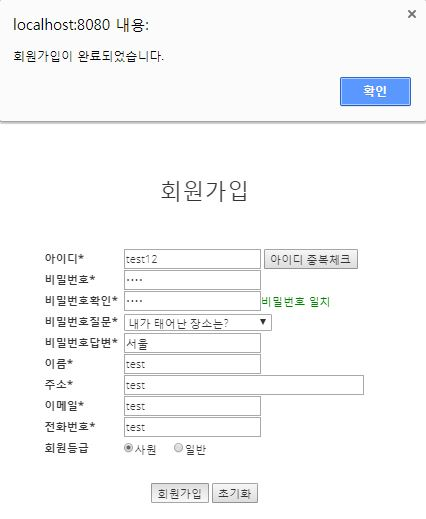 localhost:8080 내용:
회원가입이 완료되었습니다.
확인
회원가입
아이디* test12 아이디 중복체크
비밀번호* ····
비밀번호확인* ···· 비밀번호 일치
비밀번호질문* 내가 태어난 장소는?
비밀번호답변* 서울
이름* test
주소* test
이메일* test
전화번호* test
회원등급 사원 일반
회원가입 초기화